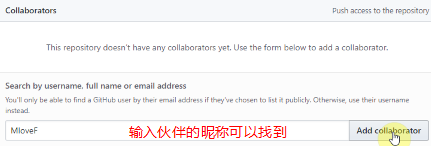 Collaborators Push access to the repository
This repository doesn't have any collaborators yet. Use the form below to add a collaborator.
Search by username, full name or email address
You'll only be able to find a GitHub user by their email address if they've chosen to list it publicly. Otherwise, use their username
instead.
MloveF 输入伙伴的昵称可以找到 Add collaborator